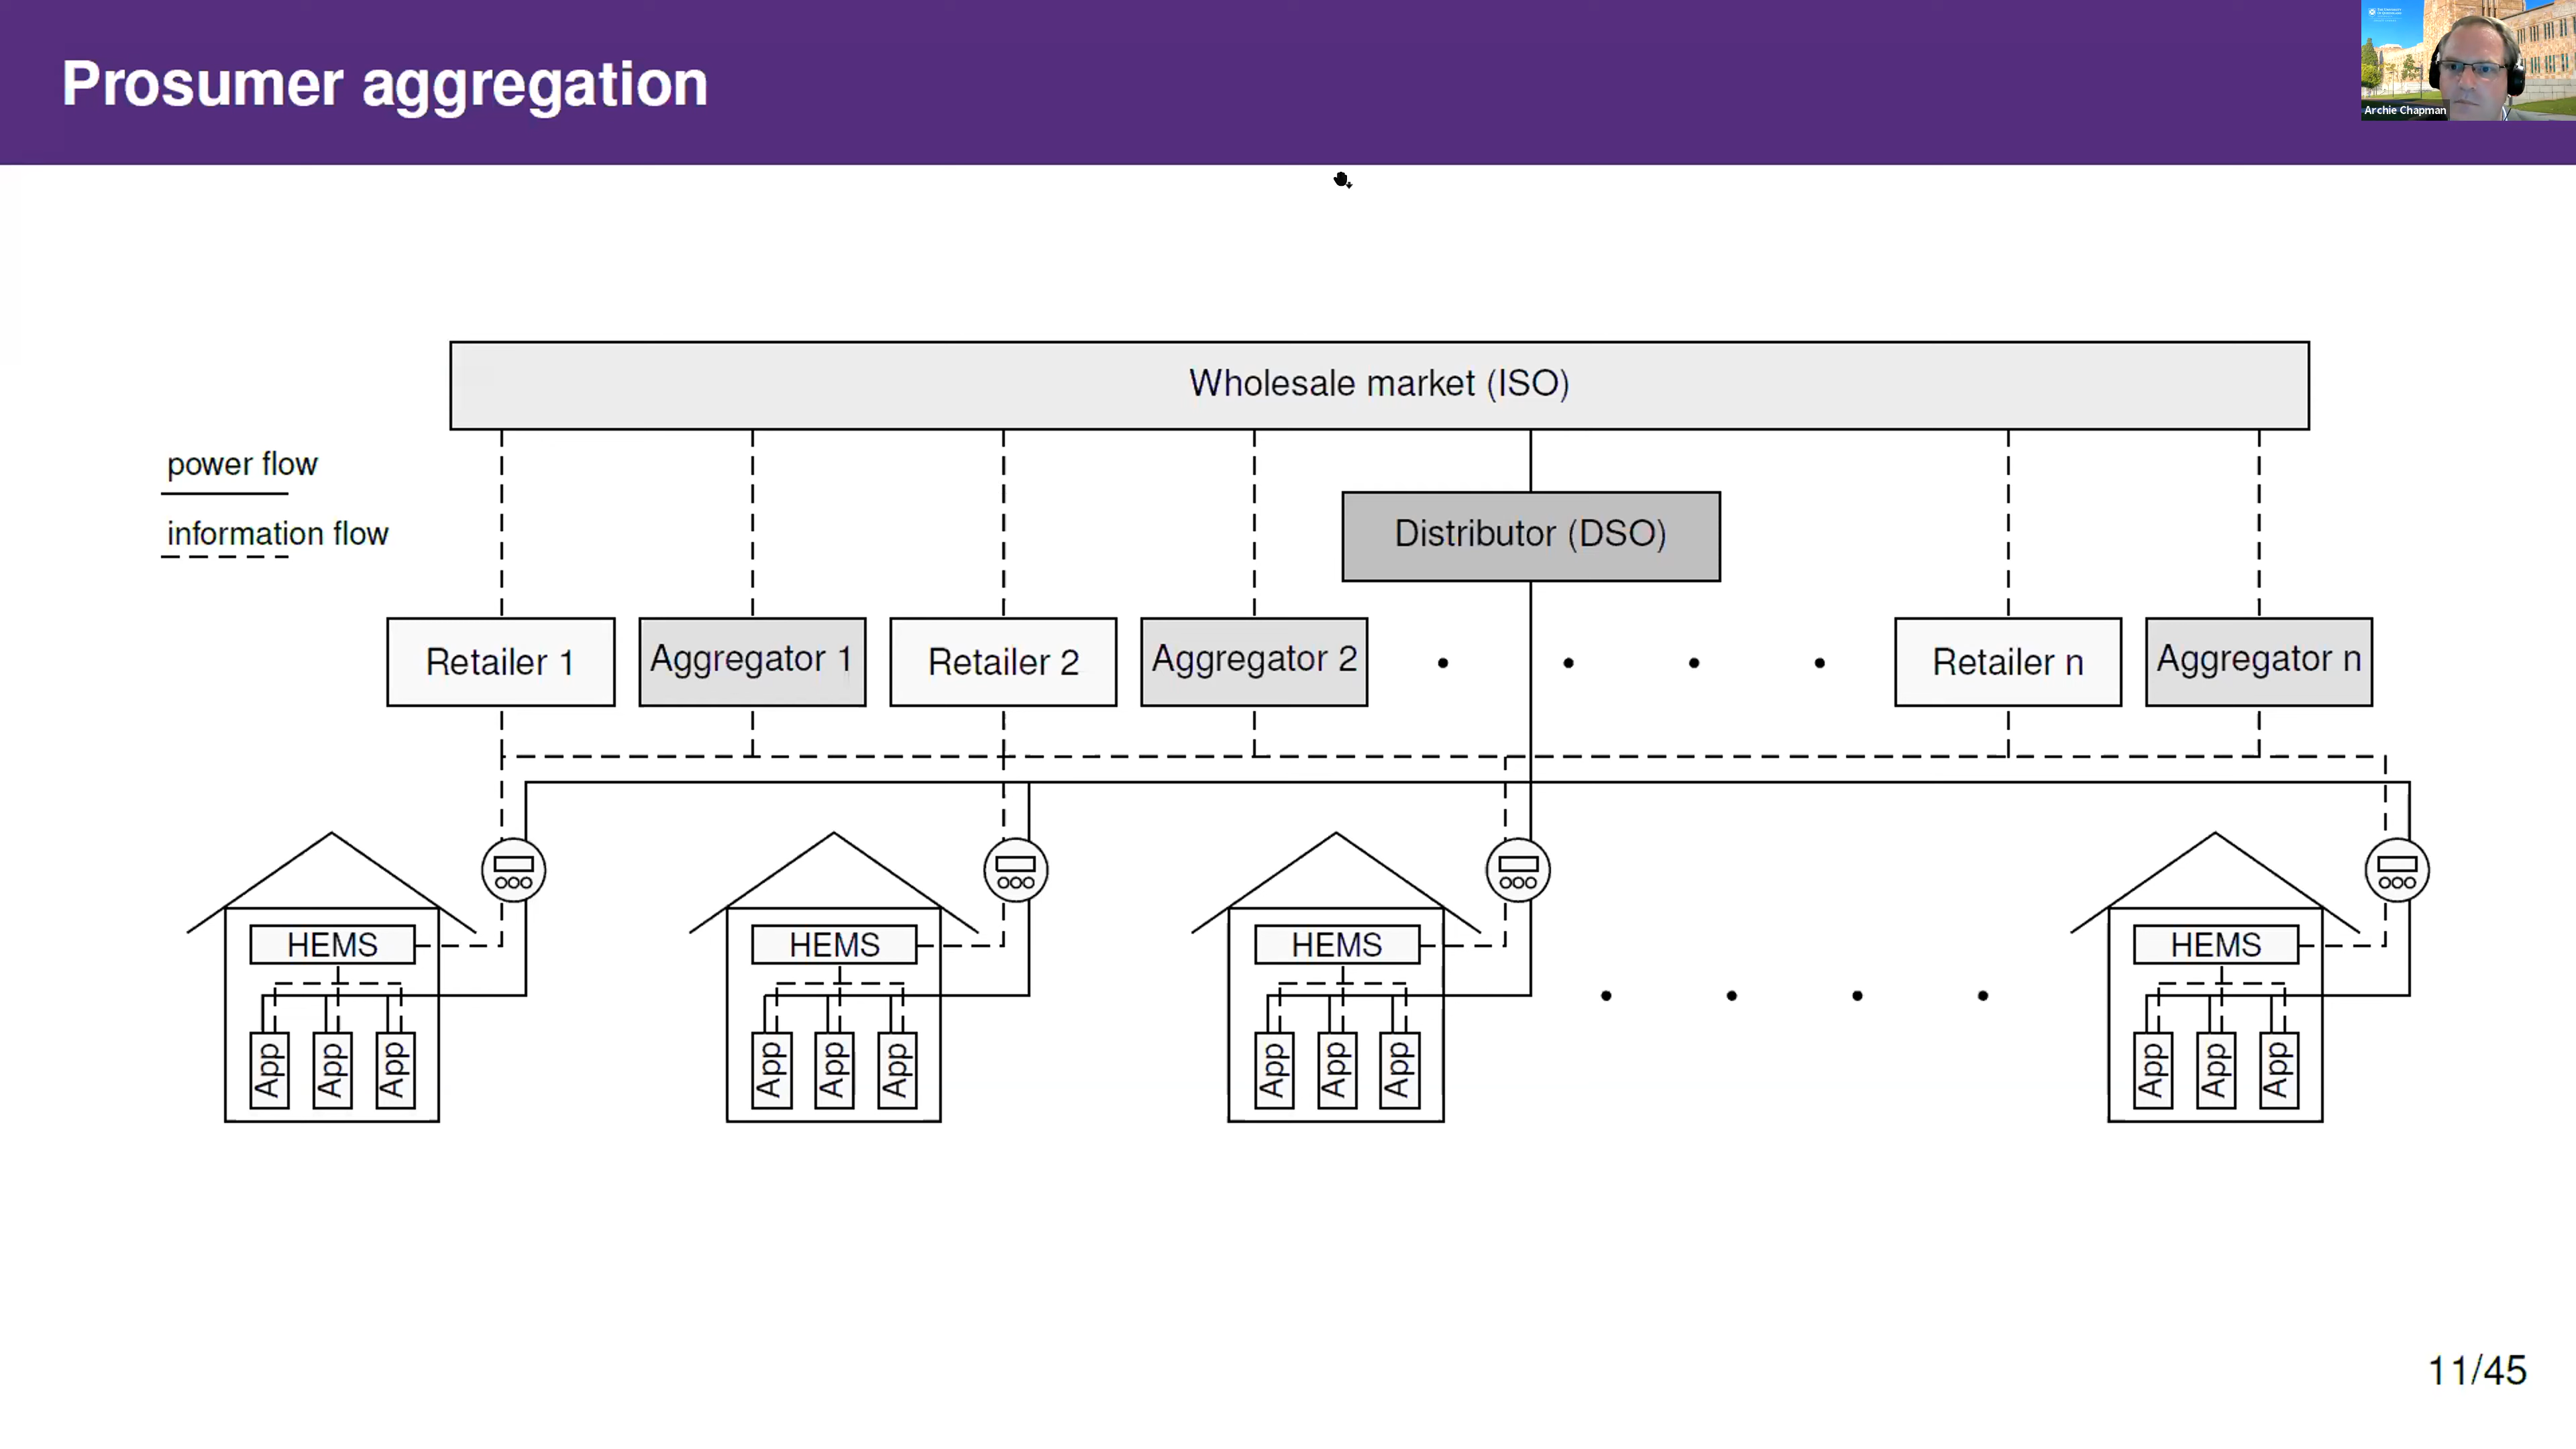 Prosumer aggregation
Archie Chapman
Wholesale market (ISO)
power flow
information flow
Distributor (DSO)
Retailer 1
Aggregator 1
Retailer 2
Aggregator 2
Retailer n
Aggregator n
HEMS
HEMS
HEMS
HEMS
App
App
App
App
App
App
App
App
App
App
App
App
11/45